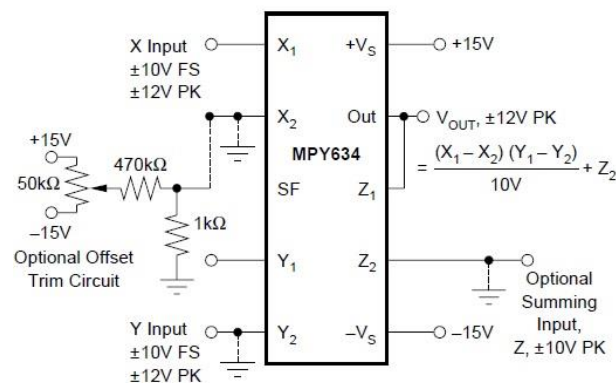 X Input
±10V FS
±12V PK
X1
+VS
+15V
X2
Out
VOUT, ±12V PK
MPY634
= (X1 – X2) (Y1 – Y2) / 10V + Z2
+15V
470kΩ
50kΩ
SF
Z1
–15V
1kΩ
Optional Offset
Trim Circuit
Y1
Z2
Optional
Summing
Input,
Z, ±10V PK
Y Input
±10V FS
±12V PK
Y2
–VS
–15V